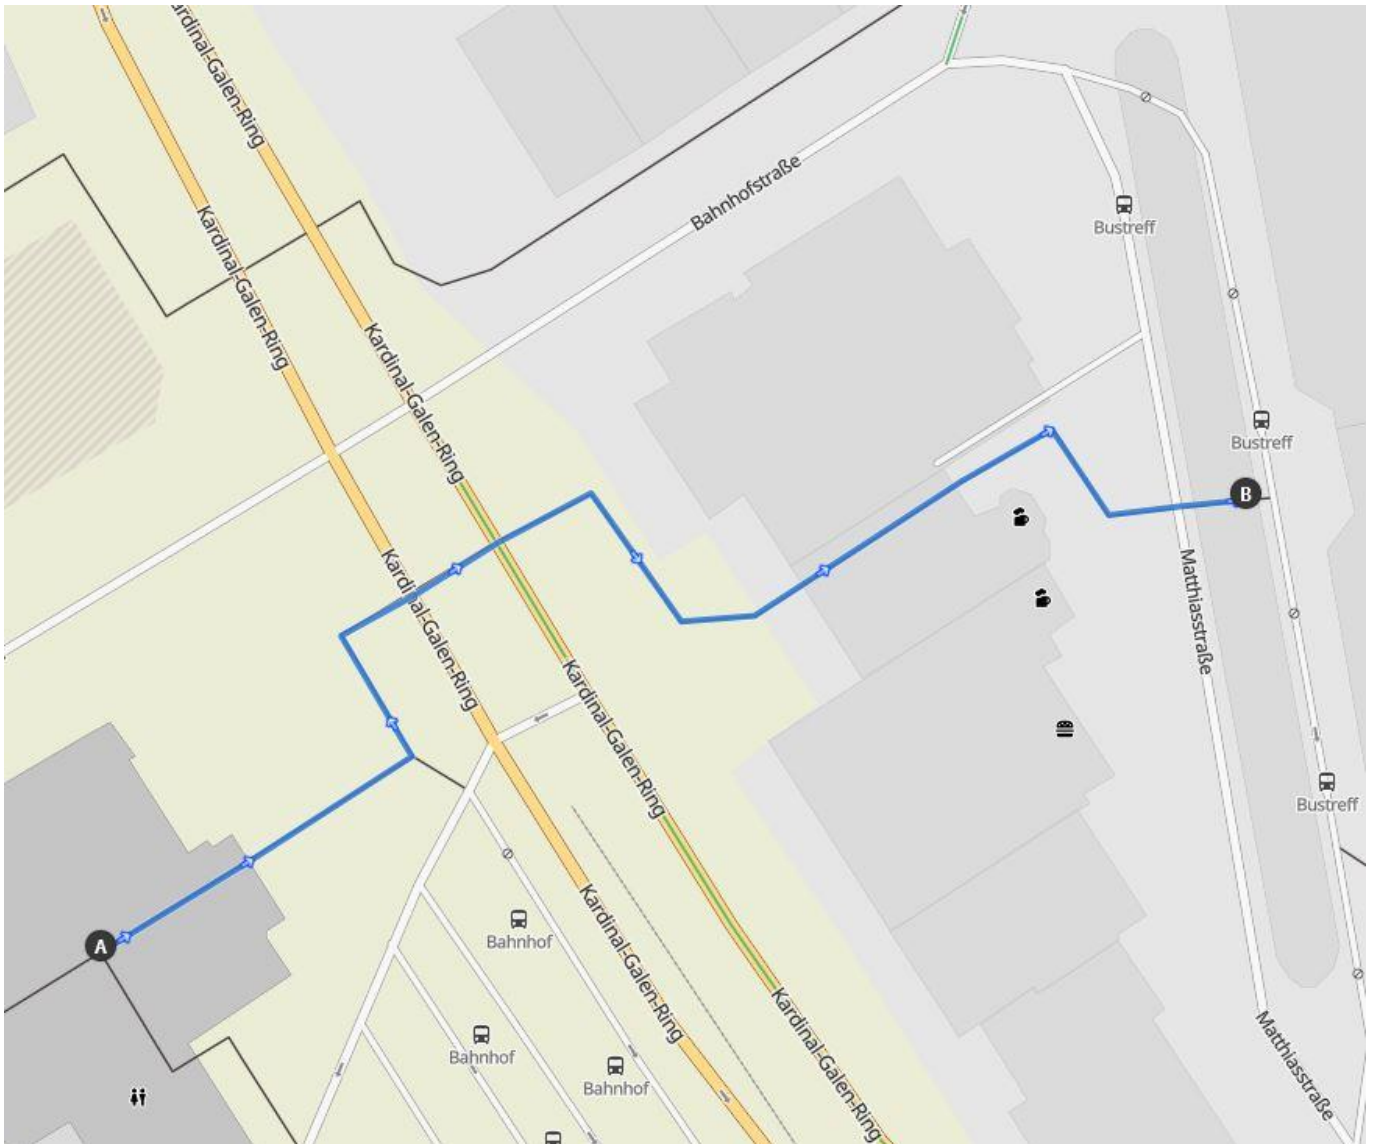 Kardinal-Galen-Ring
Kardinal-Galen-Ring
Bahnhofstraße
Bustreff
Kardinal-Galen-Ring
Bustreff
B
Kardinal-Galen-Ring
Matthiasstraße
Kardinal-Galen-Ring
Bustreff
A
Bahnhof
Kardinal-Galen-Ring
Bahnhof
Bahnhof
Kardinal-Galen-Ring
Matthiasstraße